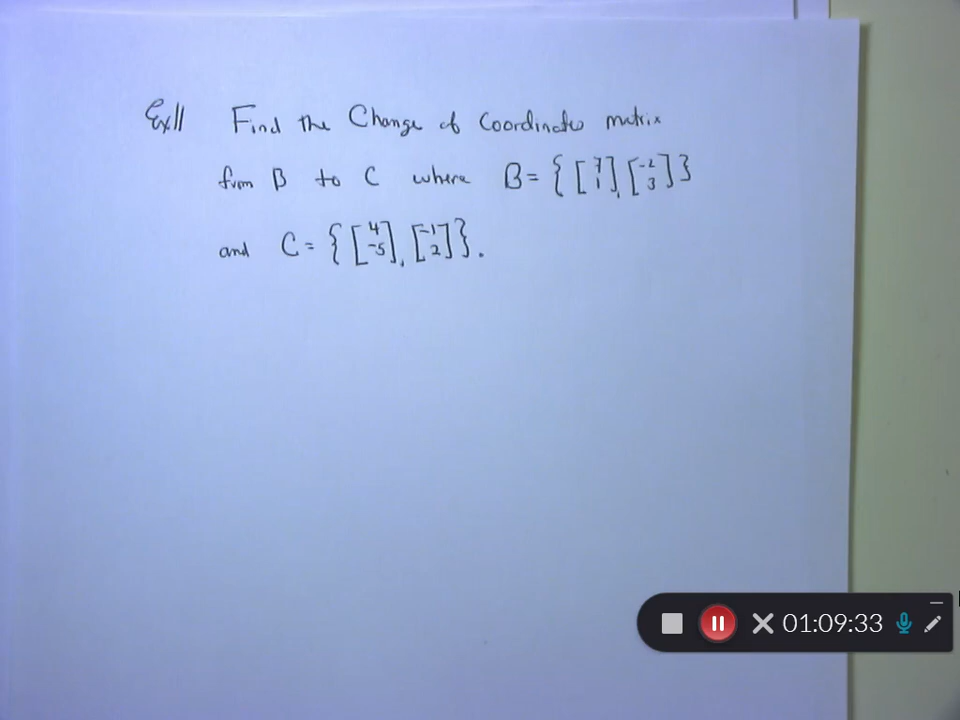 Ex11 Find the Change of Coordinates matrix
from B to C where B = { [7 1], [-2 3] }
and C = { [4 -5], [-1 2] }.
01:09:33